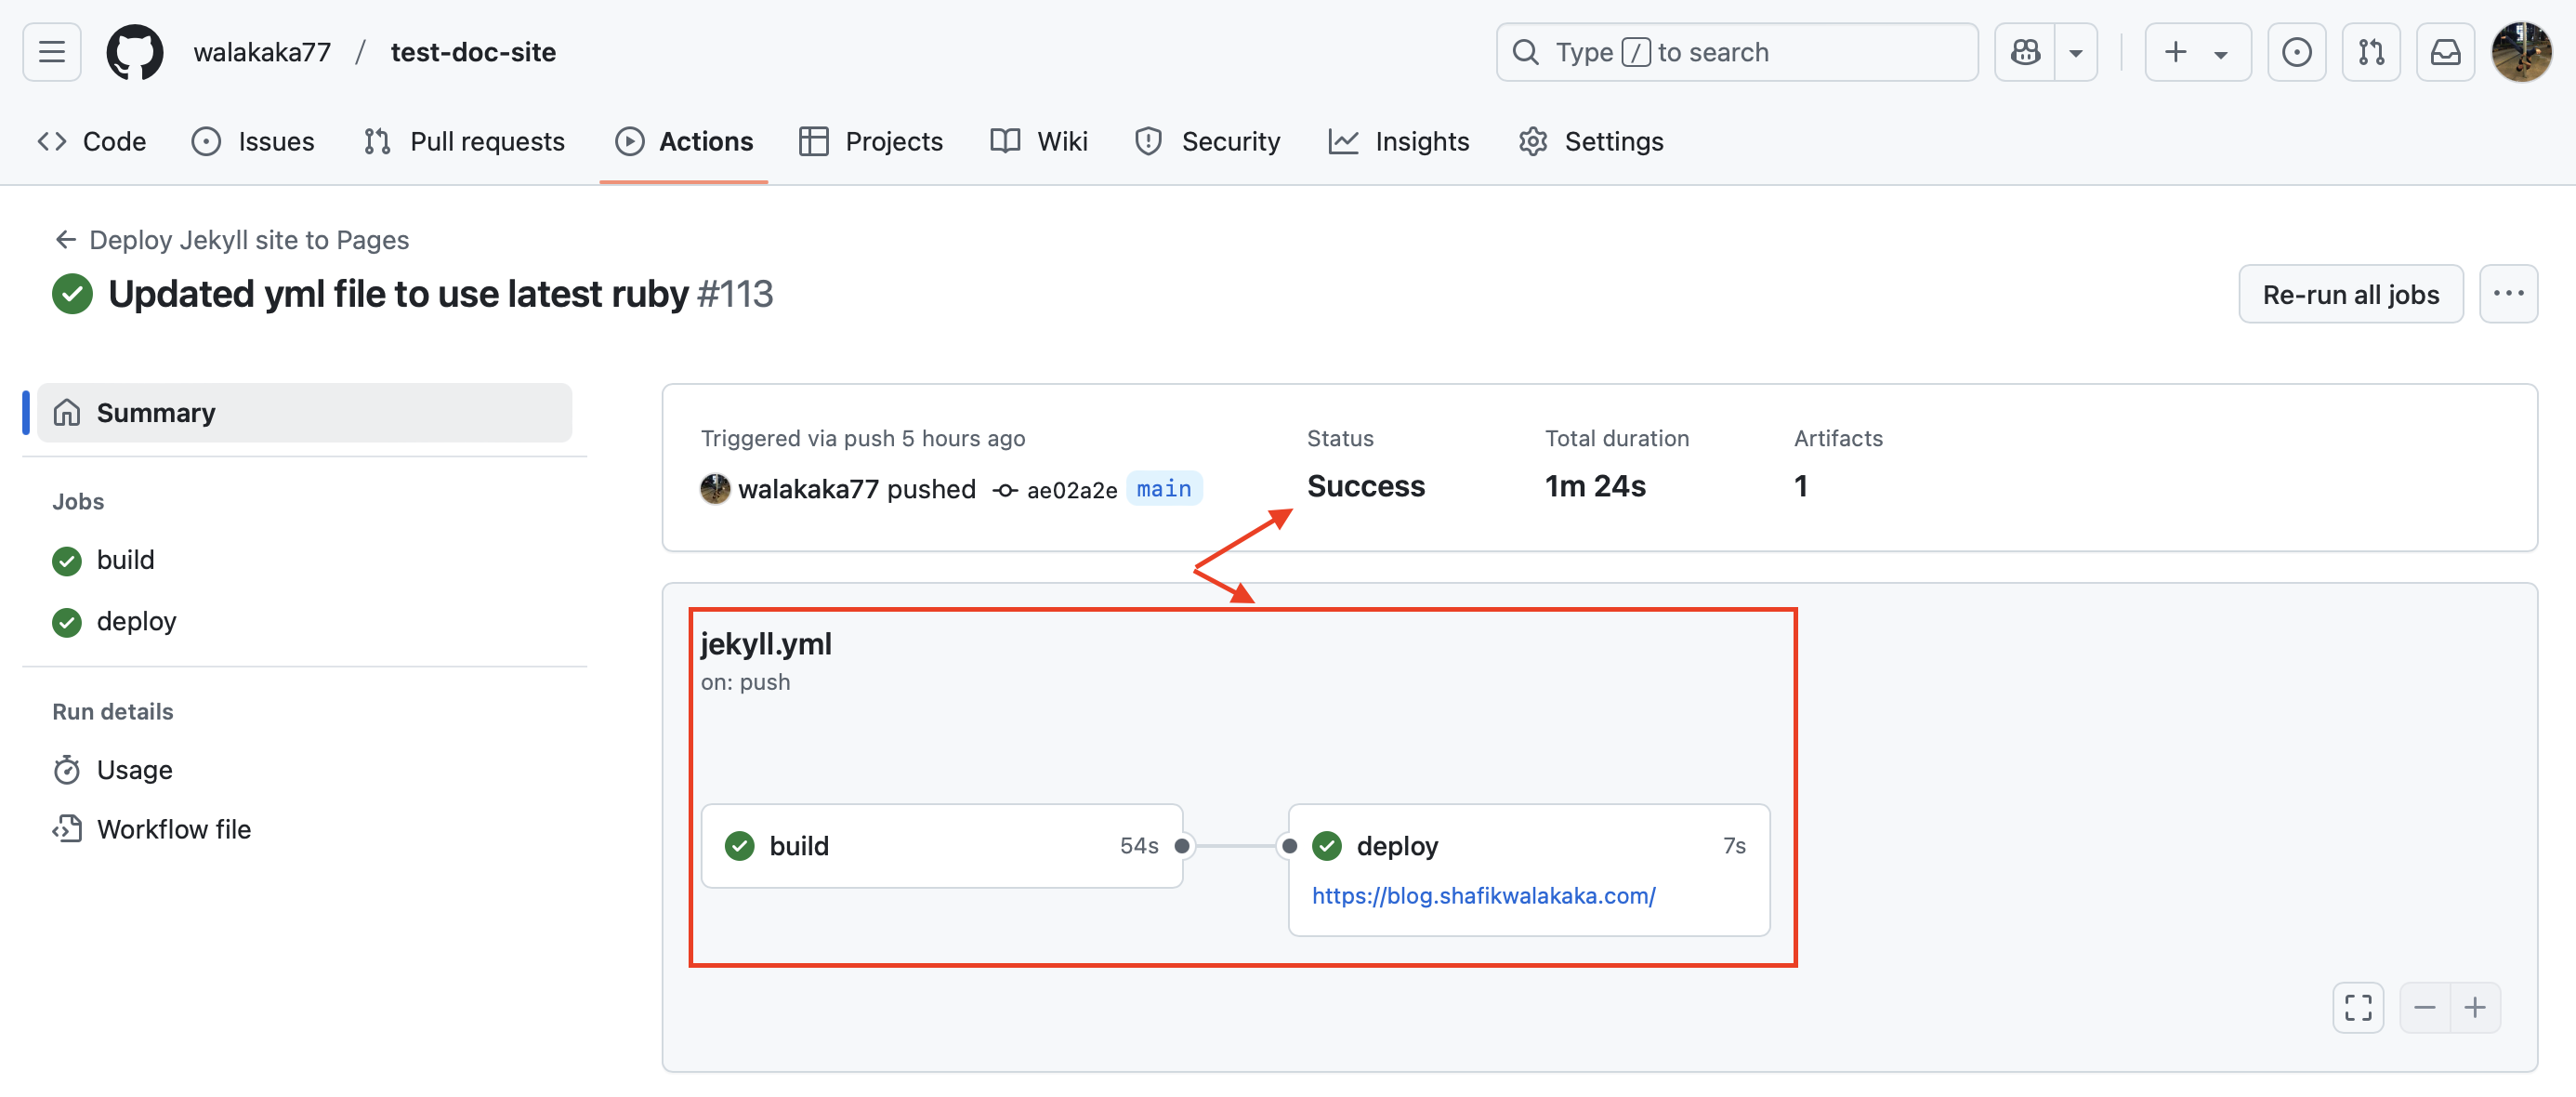 walakaka77 / test-doc-site
Type / to search
Code Issues Pull requests Actions Projects Wiki Security Insights Settings
Deploy Jekyll site to Pages
Updated yml file to use latest ruby #113
Re-run all jobs
Summary
Jobs
build
deploy
Run details
Usage
Workflow file
Triggered via push 5 hours ago
walakaka77 pushed ae02a2e main
Status
Success
Total duration
1m 24s
Artifacts
1
jekyll.yml
on: push
build 54s
deploy 7s
https://blog.shafikwalakaka.com/